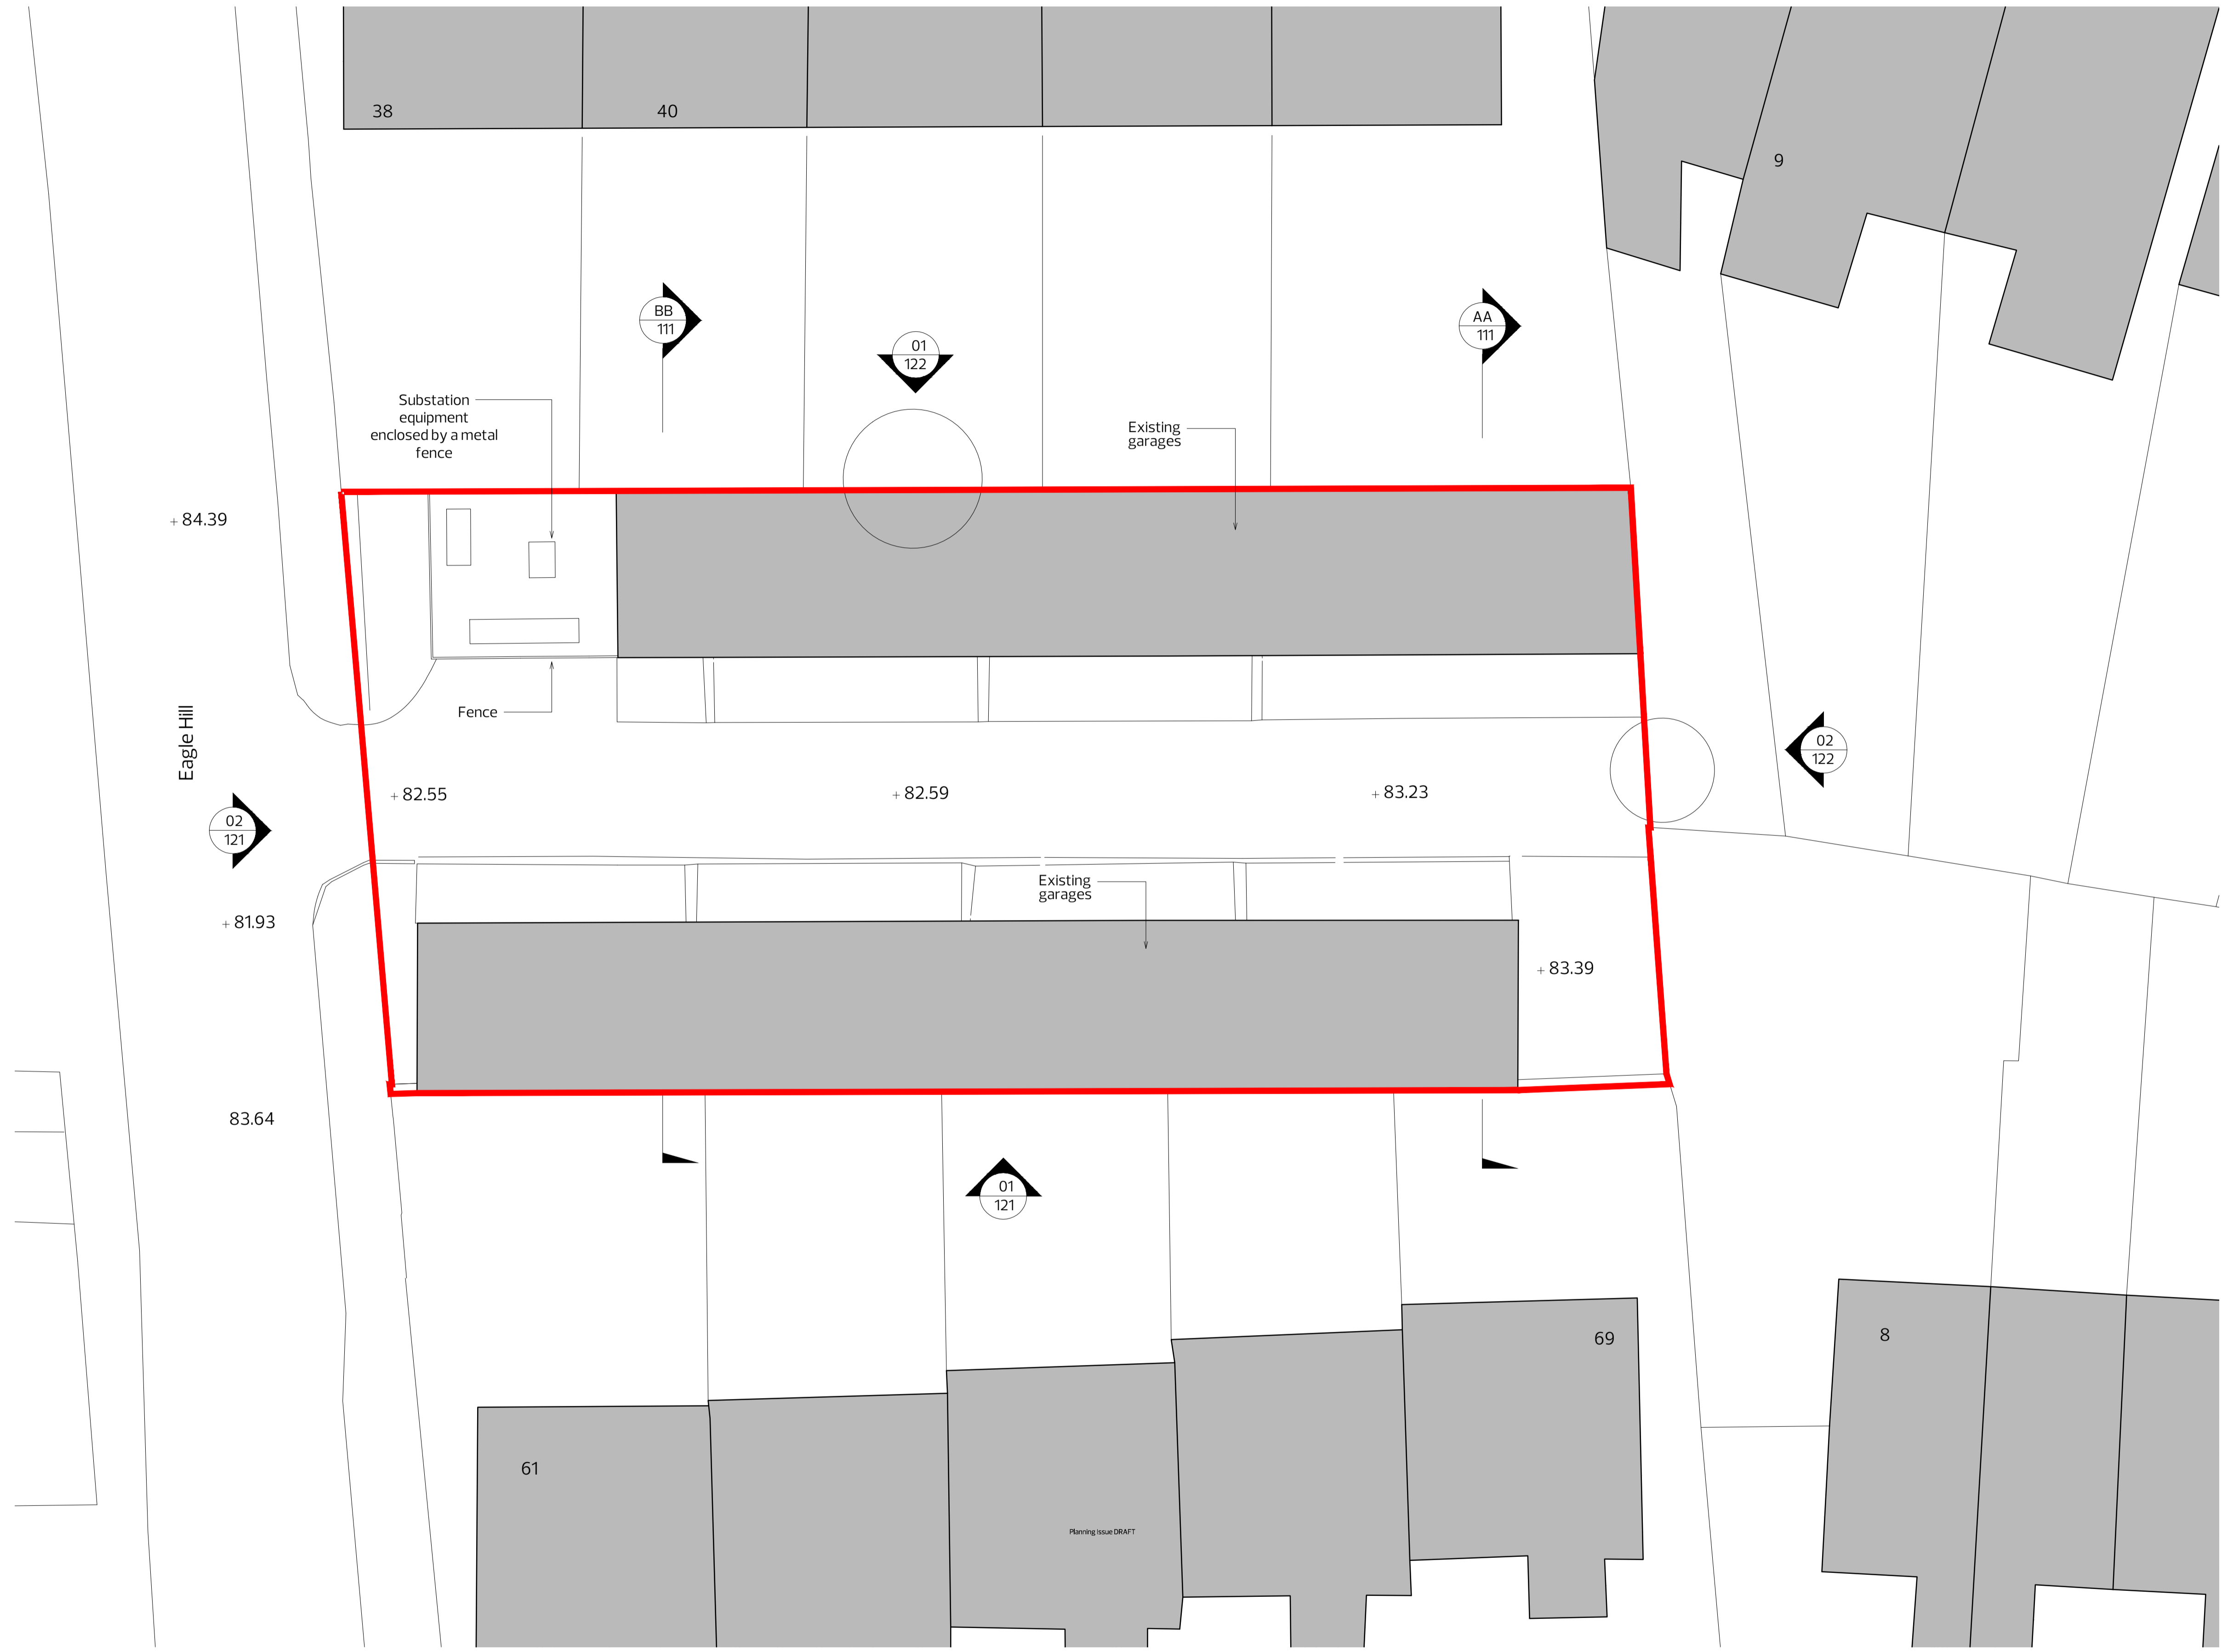 38
40
9
BB
111
AA
111
01
122
Substation
equipment
enclosed by a metal
fence
Existing
garages
+ 84.39
Fence
Eagle Hill
02
122
+ 82.55
+ 82.59
+ 83.23
02
121
Existing
garages
+ 81.93
+ 83.39
83.64
01
121
69
8
61
Planning issue DRAFT